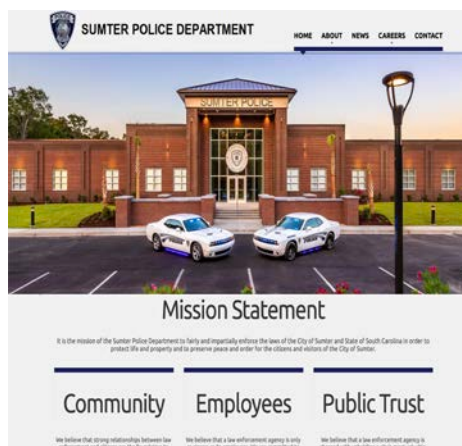 SUMTER POLICE DEPARTMENT
HOME ABOUT NEWS CAREERS CONTACT
SUMTER POLICE
Mission Statement
It is the mission of the Sumter Police Department to fairly and impartially enforce the laws of the City of Sumter and State of South Carolina in order to
protect life and property and to preserve peace and order for the citizens and visitors of the City of Sumter.
Community Employees Public Trust
We believe that strong relationships between law We believe that a law enforcement agency is only We believe that a law enforcement agency is